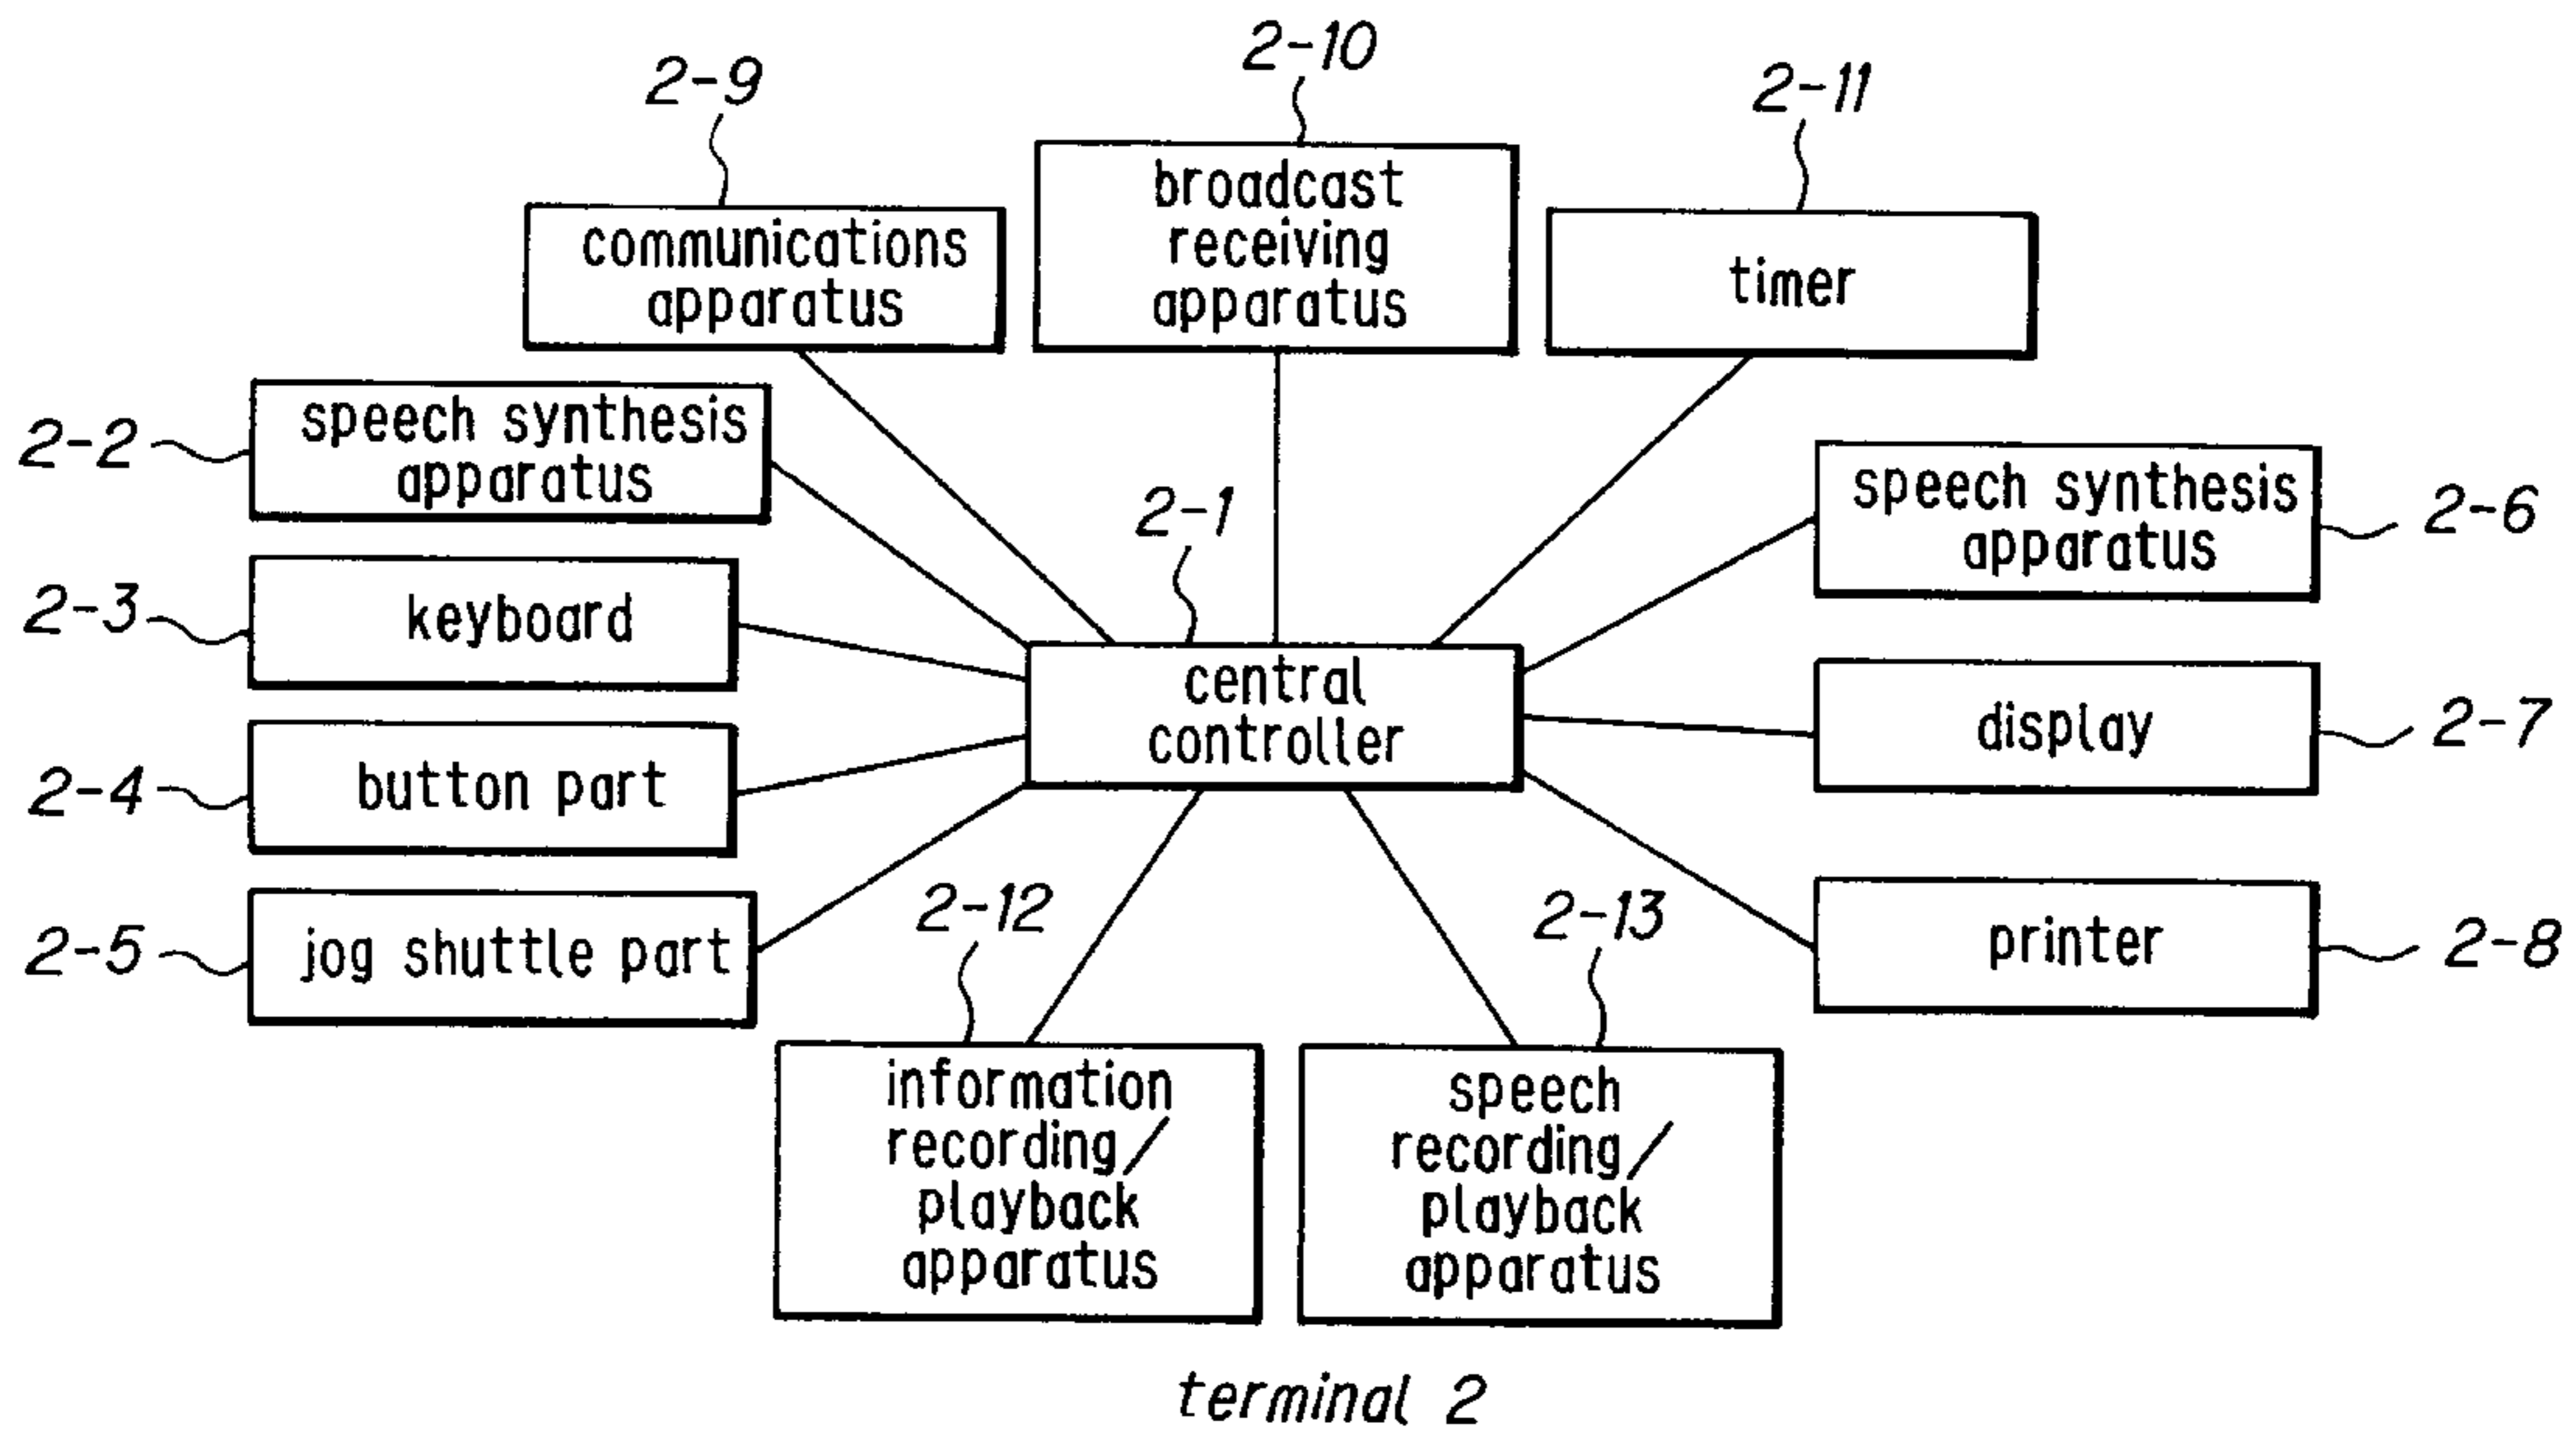 2-10
2-9
2-11
communications
apparatus
broadcast
receiving
apparatus
timer
2-2
speech synthesis
apparatus
2-6
speech synthesis
apparatus
2-1
2-3
keyboard
central
controller
2-7
display
2-4
button part
2-5
jog shuttle part
2-12
2-13
2-8
printer
information
recording/
playback
apparatus
speech
recording/
playback
apparatus
terminal 2